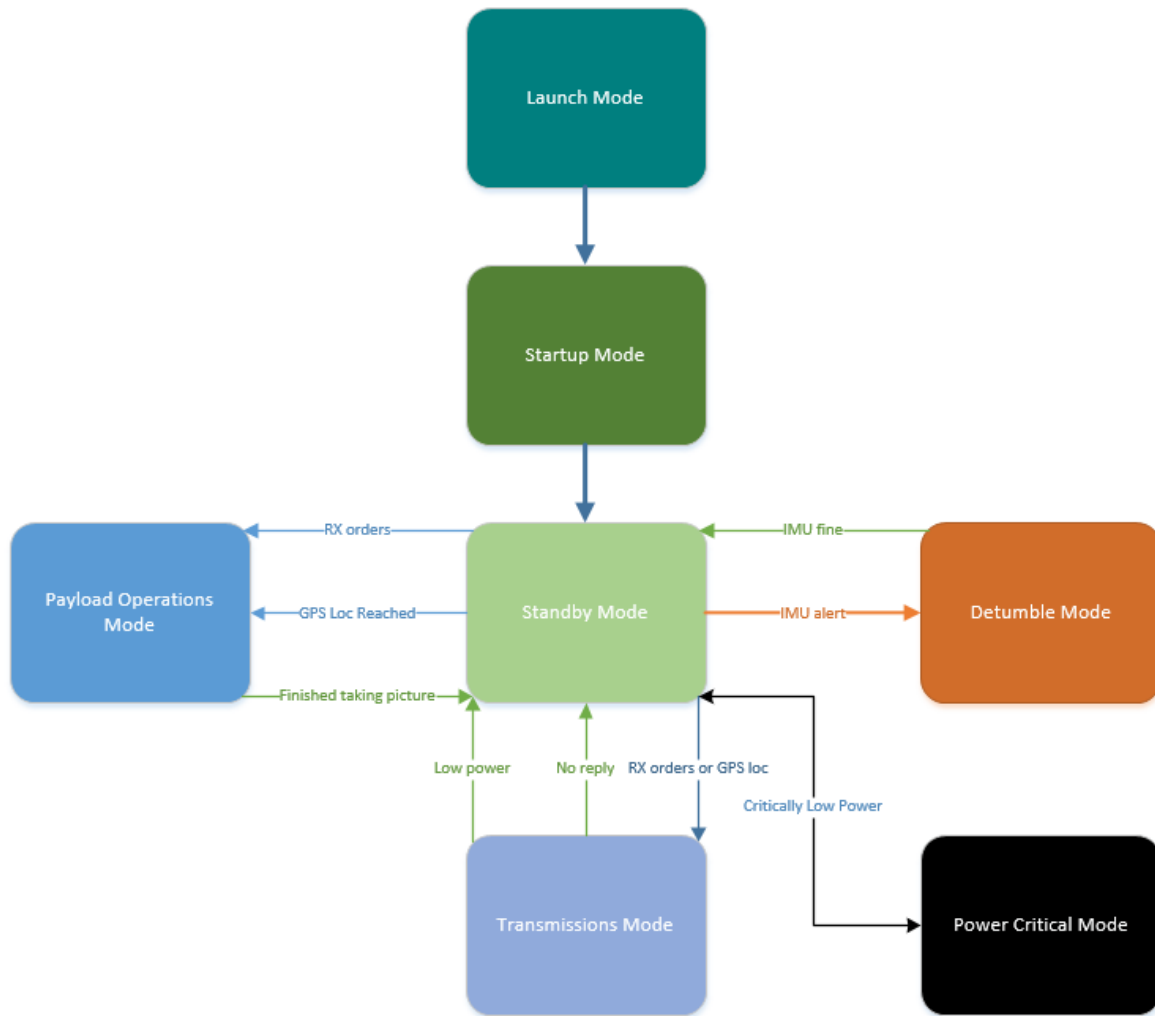 Launch Mode
Startup Mode
RX orders
IMU fine
Payload Operations
Mode
GPS Loc Reached
Standby Mode
IMU alert
Detumble Mode
Finished taking picture
Low power
No reply
RX orders or GPS loc
Critically Low Power
Transmissions Mode
Power Critical Mode